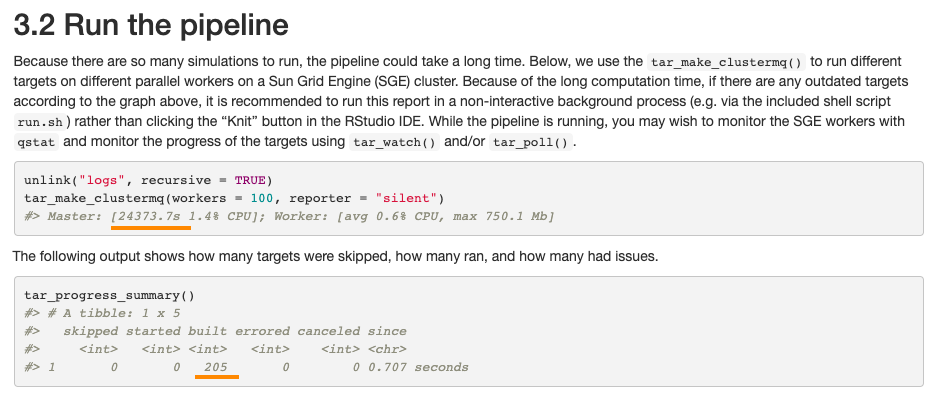 3.2 Run the pipeline
Because there are so many simulations to run, the pipeline could take a long time. Below, we use the tar_make_clustermq() to run different
targets on different parallel workers on a Sun Grid Engine (SGE) cluster. Because of the long computation time, if there are any outdated targets
according to the graph above, it is recommended to run this report in a non-interactive background process (e.g. via the included shell script
run.sh ) rather than clicking the “Knit” button in the RStudio IDE. While the pipeline is running, you may wish to monitor the SGE workers with
qstat and monitor the progress of the targets using tar_watch() and/or tar_poll() .
unlink("logs", recursive = TRUE)
tar_make_clustermq(workers = 100, reporter = "silent")
#> Master: [24373.7s 1.4% CPU]; Worker: [avg 0.6% CPU, max 750.1 Mb]
The following output shows how many targets were skipped, how many ran, and how many had issues.
tar_progress_summary()
#> # A tibble: 1 x 5
#>   skipped started built errored canceled since
#>     <int>   <int> <int>   <int>    <int> <chr>
#> 1       0       0   205       0        0 0.707 seconds